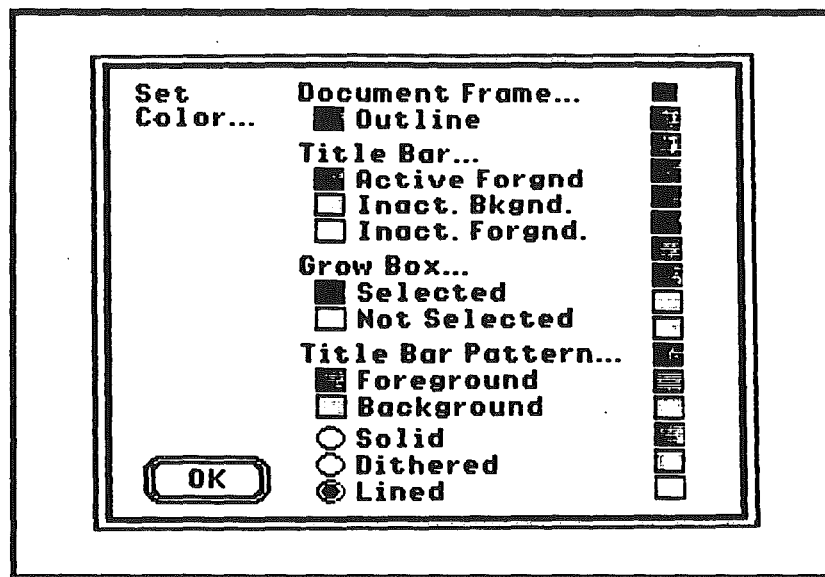 Set
Color...
Document Frame...
Outline
Title Bar...
Active Forgnd
Inact. Bkgnd.
Inact. Forgnd.
Grow Box...
Selected
Not Selected
Title Bar Pattern...
Foreground
Background
Solid
Dithered
Lined
OK